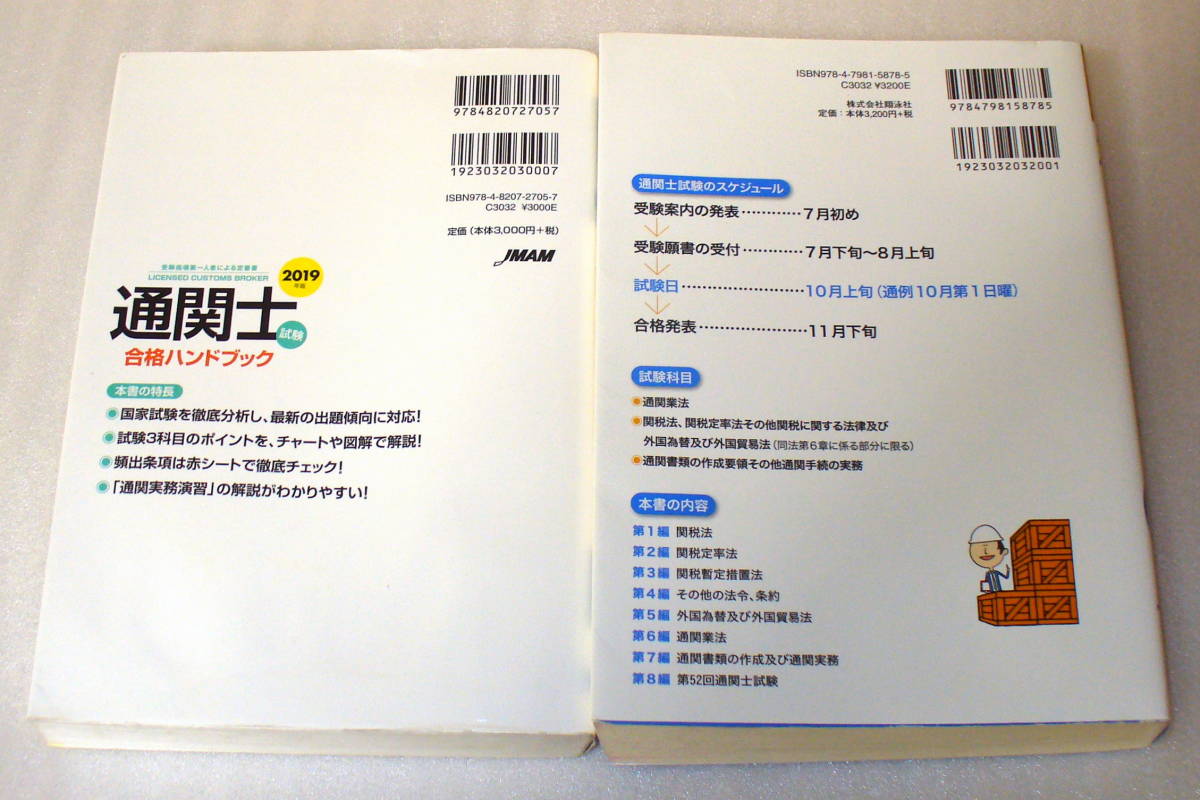 9784820727057
1923032030007
ISBN978-4-8207-2705-7
C3032 ¥3000E
定価(本体3,000円+税)
JMAM
受験指導第一人者による定番書
LICENSED CUSTOMS BROKER
2019
年版
通関士
試験
合格ハンドブック
本書の特長
国家試験を徹底分析し、最新の出題傾向に対応!
試験3科目のポイントを、チャートや図解で解説!
頻出条項は赤シートで徹底チェック!
「通関実務演習」の解説がわかりやすい!
ISBN978-4-7981-5878-5
C3032 ¥3200E
株式会社翔泳社
定価:本体3,200円+税
9784798158785
1923032032001
通関士試験のスケジュール
受験案内の発表…………7月初め
受験願書の受付…………7月下旬〜8月上旬
試験日……………………10月上旬(通例10月第1日曜)
合格発表…………………11月下旬
試験科目
通関業法
関税法、関税定率法その他関税に関する法律及び
外国為替及び外国貿易法(同法第6章に係る部分に限る)
通関書類の作成要領その他通関手続の実務
本書の内容
第1編 関税法
第2編 関税定率法
第3編 関税暫定措置法
第4編 その他の法令、条約
第5編 外国為替及び外国貿易法
第6編 通関業法
第7編 通関書類の作成及び通関実務
第8編 第52回通関士試験